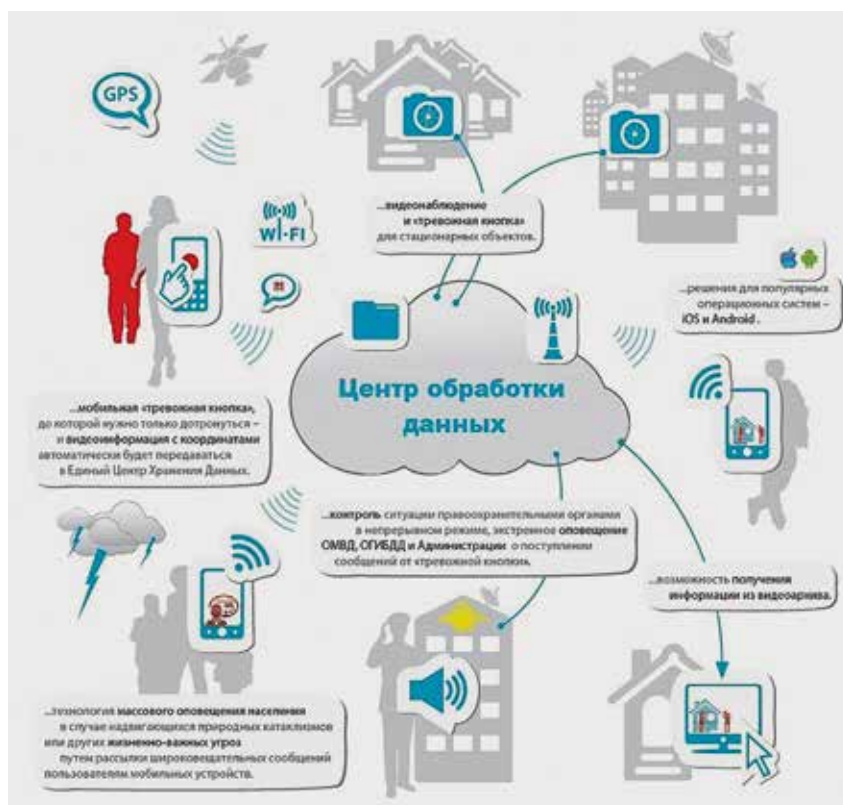 GPS
WI-FI
...видеонаблюдение
и «тревожная кнопка»
для стационарных объектов.
...решения для популярных
операционных систем –
iOS и Android .
Центр обработки
данных
...мобильная «тревожная кнопка»,
до которой нужно только дотронуться –
и видеоинформация с координатами
автоматически будет передаваться
в Единый Центр Хранения Данных.
...контроль ситуации правоохранительными органами
в непрерывном режиме, экстренное оповещение
ОМВД, ОГИБДД и Администрации о поступлении
сообщений от «тревожной кнопки».
...возможность получения
информации из видеоархива.
...технология массового оповещения населения
в случае надвигающихся природных катаклизмов
или других жизненно-важных угроз
путем рассылки широковещательных сообщений
пользователям мобильных устройств.